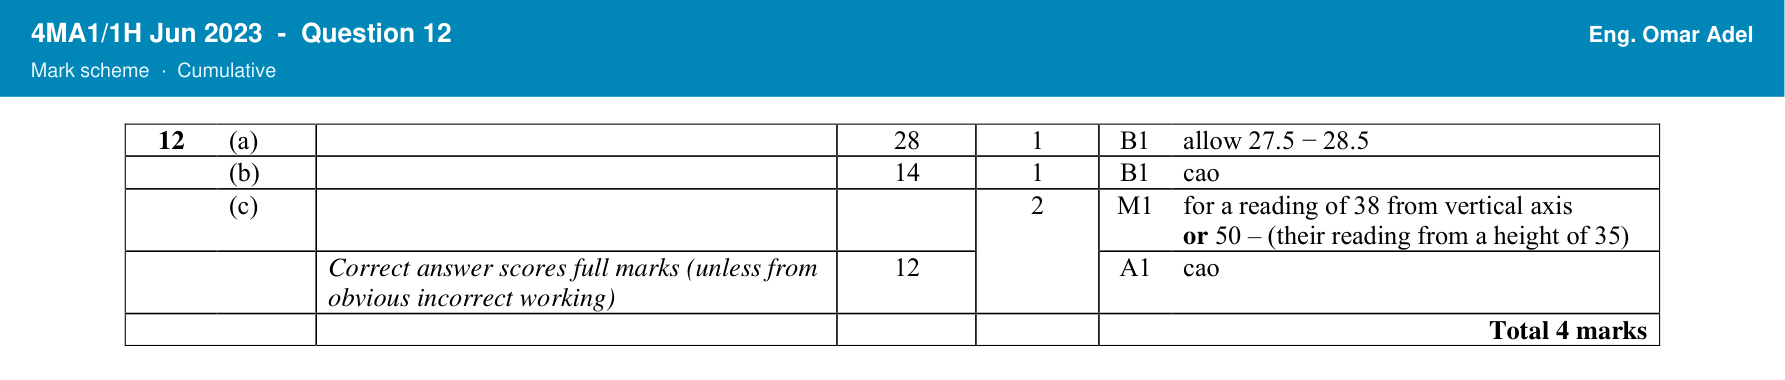 4MA1/1H Jun 2023 - Question 12
Eng. Omar Adel
Mark scheme · Cumulative
12 (a) 28 1 B1 allow 27.5 − 28.5
(b) 14 1 B1 cao
(c) 2 M1 for a reading of 38 from vertical axis
or 50 – (their reading from a height of 35)
Correct answer scores full marks (unless from 12 A1 cao
obvious incorrect working)
Total 4 marks